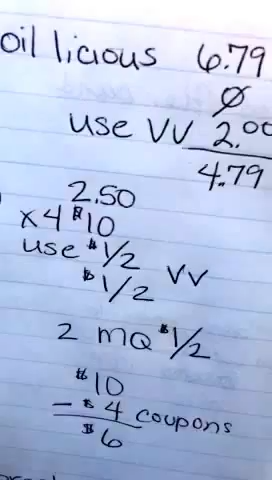 oil licious 6.79
Ø
use VV 2.00
4.79
2.50
x4 $10
use $1/2
$1/2 VV
2 MQ $1/2
$10
- $4 coupons
$6